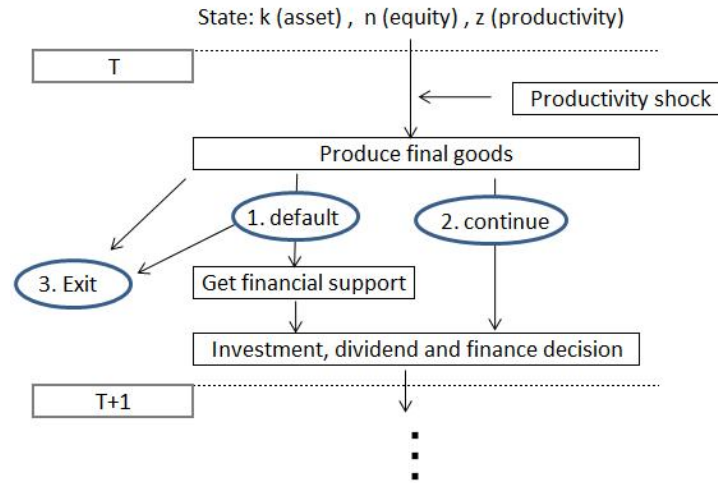 State: k (asset) , n (equity) , z (productivity)
T
Productivity shock
Produce final goods
1. default
2. continue
3. Exit
Get financial support
Investment, dividend and finance decision
T+1